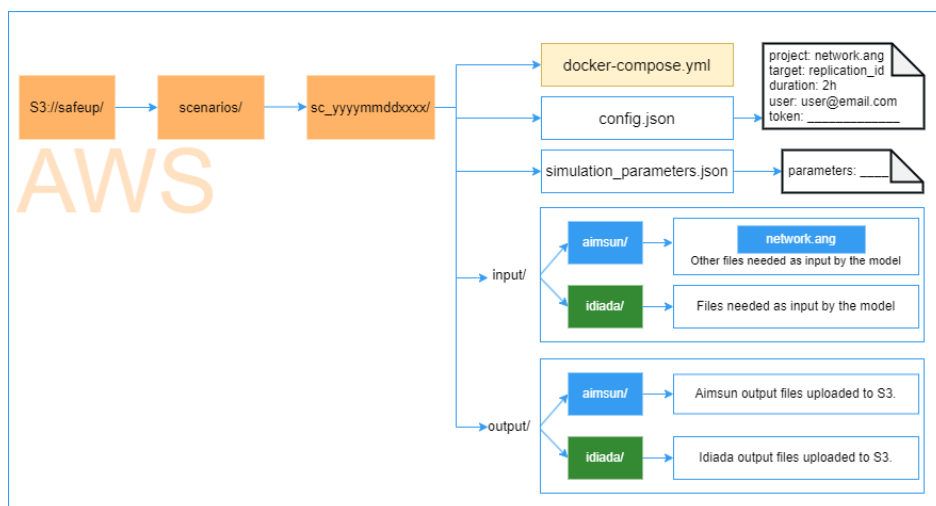 S3://safeup/
scenarios/
sc_yyyymmddxxxx/
AWS
docker-compose.yml
config.json
project: network.ang
target: replication_id
duration: 2h
user: user@email.com
token: _____________
simulation_parameters.json
parameters: ____
input/
aimsun/
network.ang
Other files needed as input by the model
idiada/
Files needed as input by the model
output/
aimsun/
Aimsun output files uploaded to S3.
idiada/
Idiada output files uploaded to S3.